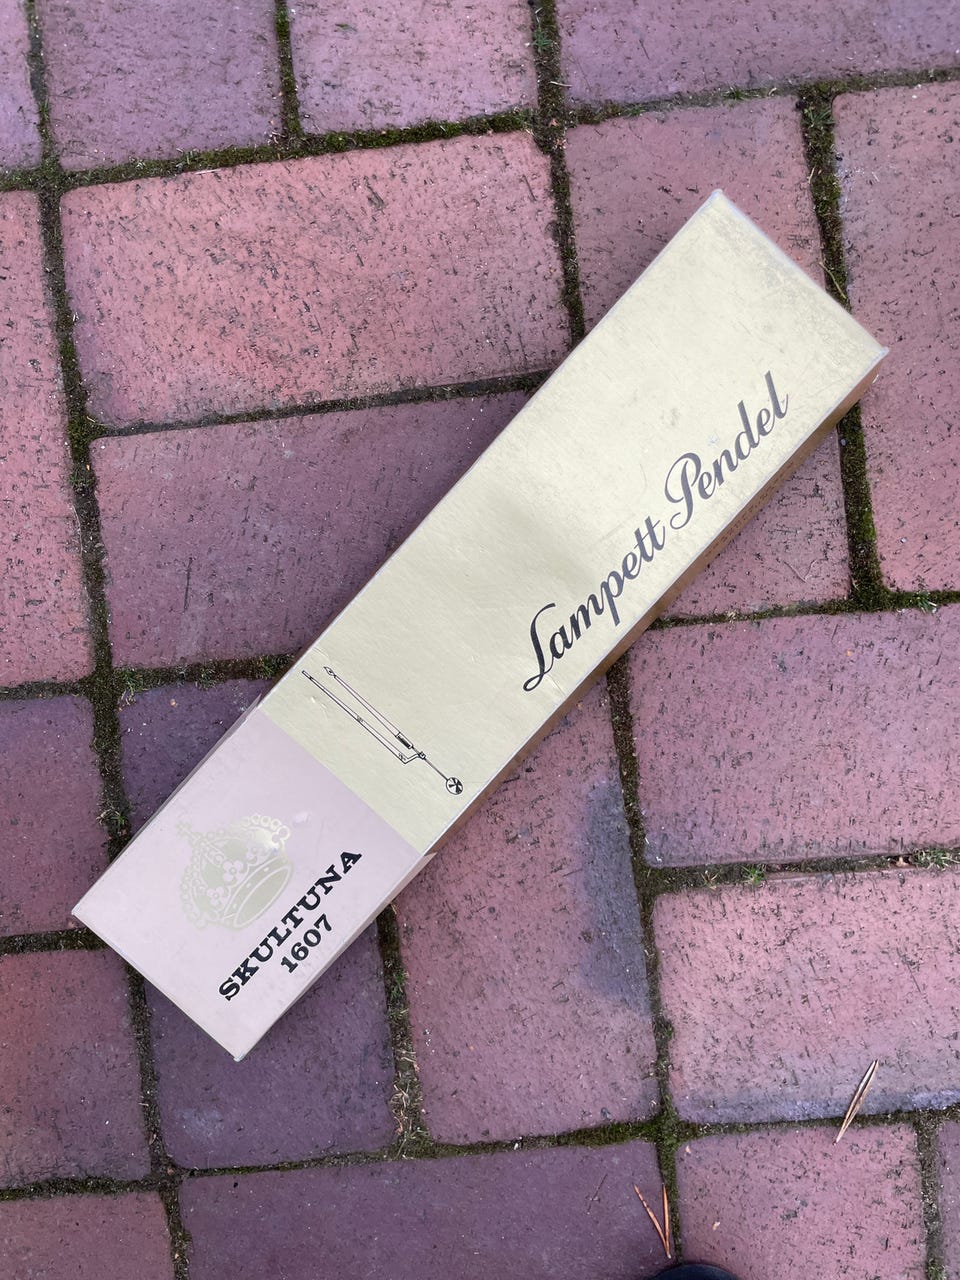 Lampett Pendel
SKULTUNA
1607